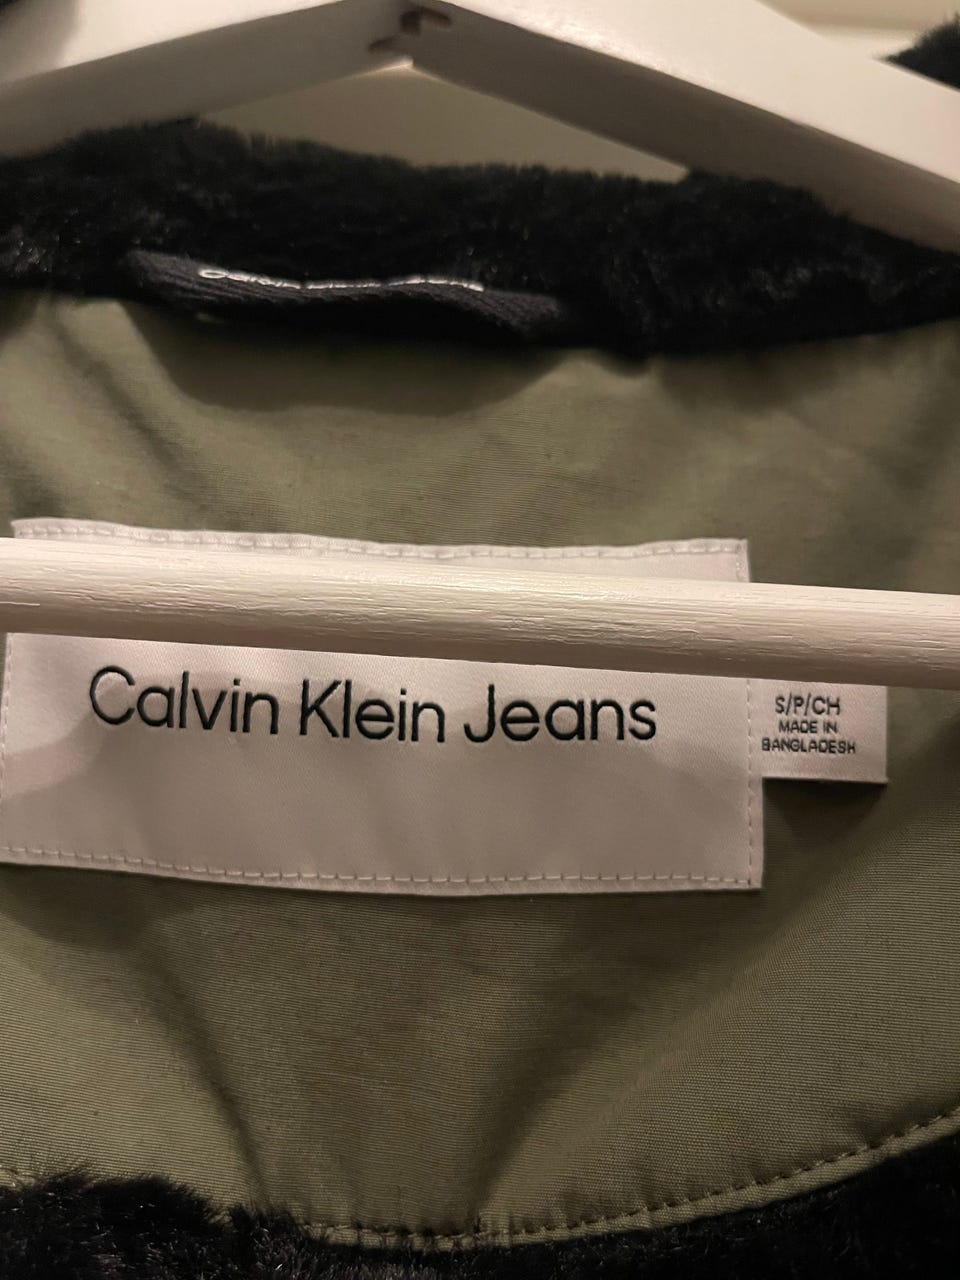 Calvin Klein Jeans
S/P/CH
MADE IN
BANGLADESH